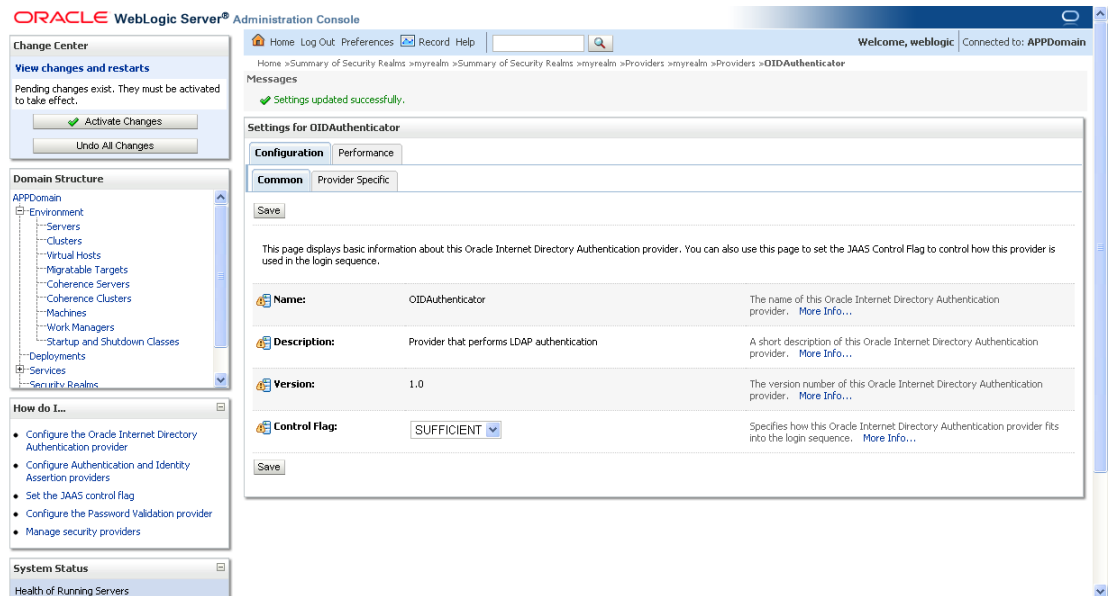 ORACLE WebLogic Server® Administration Console
Change Center
View changes and restarts
Pending changes exist. They must be activated
to take effect.
Activate Changes
Undo All Changes
Domain Structure
APPDomain
Environment
Servers
Clusters
Virtual Hosts
Migratable Targets
Coherence Servers
Coherence Clusters
Machines
Work Managers
Startup and Shutdown Classes
Deployments
Services
Security Realms
How do I...
Configure the Oracle Internet Directory
Authentication provider
Configure Authentication and Identity
Assertion providers
Set the JAAS control flag
Configure the Password Validation provider
Manage security providers
System Status
Health of Running Servers
Home Log Out Preferences Record Help
Welcome, weblogic Connected to: APPDomain
Home >Summary of Security Realms >myrealm >Summary of Security Realms >myrealm >Providers >myrealm >Providers >OIDAuthenticator
Messages
Settings updated successfully.
Settings for OIDAuthenticator
Configuration Performance
Common Provider Specific
Save
This page displays basic information about this Oracle Internet Directory Authentication provider. You can also use this page to set the JAAS Control Flag to control how this provider is
used in the login sequence.
Name: OIDAuthenticator The name of this Oracle Internet Directory Authentication
provider. More Info...
Description: Provider that performs LDAP authentication A short description of this Oracle Internet Directory Authentication
provider. More Info...
Version: 1.0 The version number of this Oracle Internet Directory Authentication
provider. More Info...
Control Flag: SUFFICIENT Specifies how this Oracle Internet Directory Authentication provider fits
into the login sequence. More Info...
Save